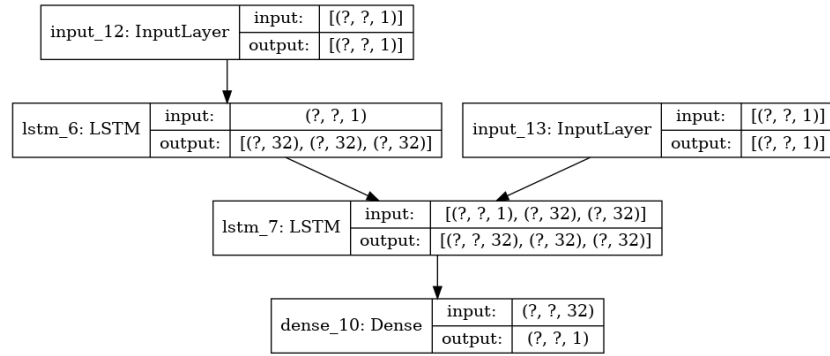 input_12: InputLayer
input: [(?, ?, 1)]
output: [(?, ?, 1)]
lstm_6: LSTM
input: (?, ?, 1)
output: [(?, 32), (?, 32), (?, 32)]
input_13: InputLayer
input: [(?, ?, 1)]
output: [(?, ?, 1)]
lstm_7: LSTM
input: [(?, ?, 1), (?, 32), (?, 32)]
output: [(?, ?, 32), (?, 32), (?, 32)]
dense_10: Dense
input: (?, ?, 32)
output: (?, ?, 1)